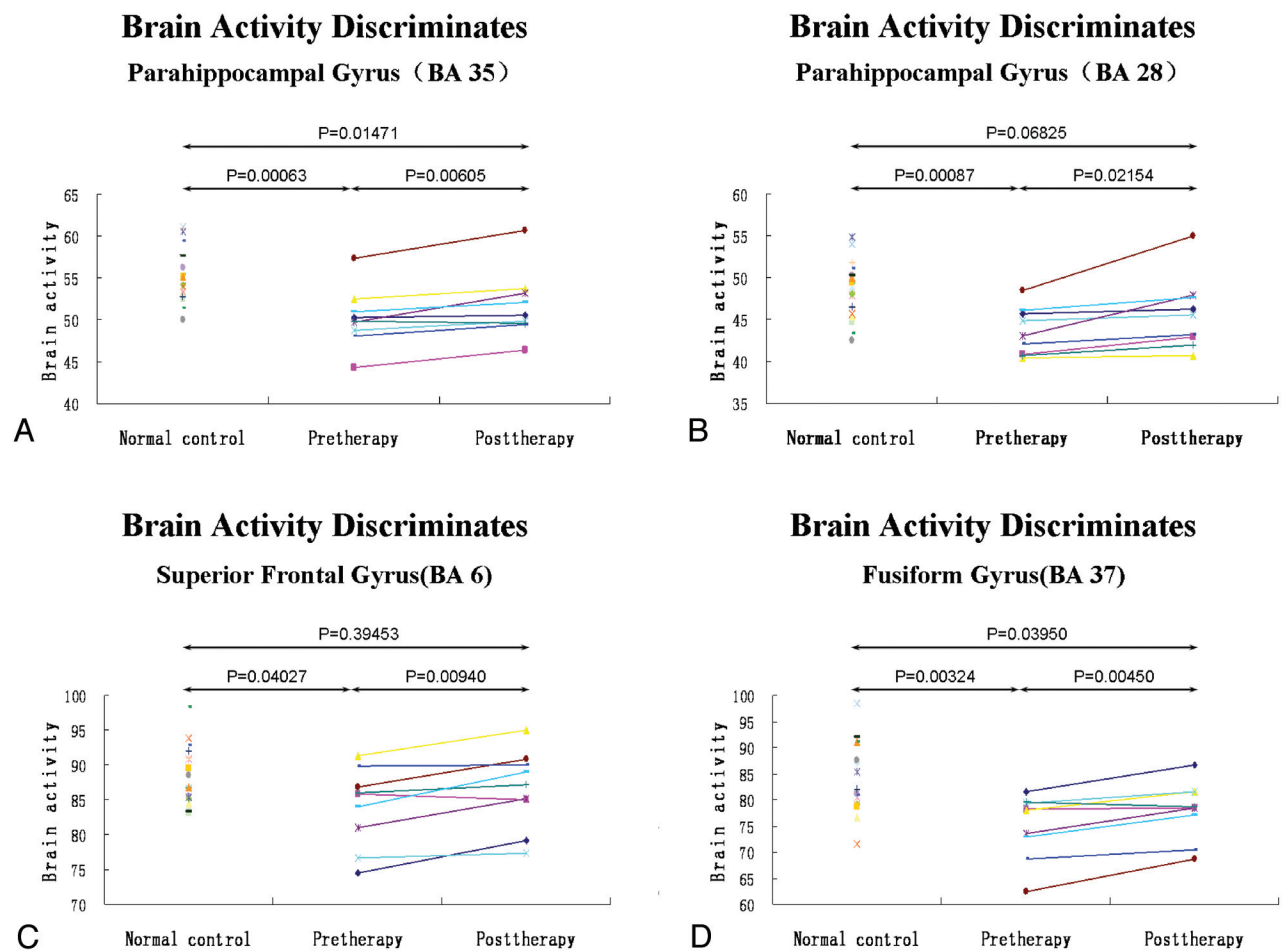 Brain Activity Discriminates
Parahippocampal Gyrus（BA 35）
P=0.01471
P=0.00063
P=0.00605
Brain activity
65
60
55
50
45
40
Normal control
Pretherapy
Posttherapy
A
Brain Activity Discriminates
Parahippocampal Gyrus（BA 28）
P=0.06825
P=0.00087
P=0.02154
Brain activity
60
55
50
45
40
35
Normal control
Pretherapy
Posttherapy
B
Brain Activity Discriminates
Superior Frontal Gyrus(BA 6)
P=0.39453
P=0.04027
P=0.00940
Brain activity
100
95
90
85
80
75
70
Normal control
Pretherapy
Posttherapy
C
Brain Activity Discriminates
Fusiform Gyrus(BA 37)
P=0.03950
P=0.00324
P=0.00450
Brain activity
100
95
90
85
80
75
70
65
60
Normal control
Pretherapy
Posttherapy
D